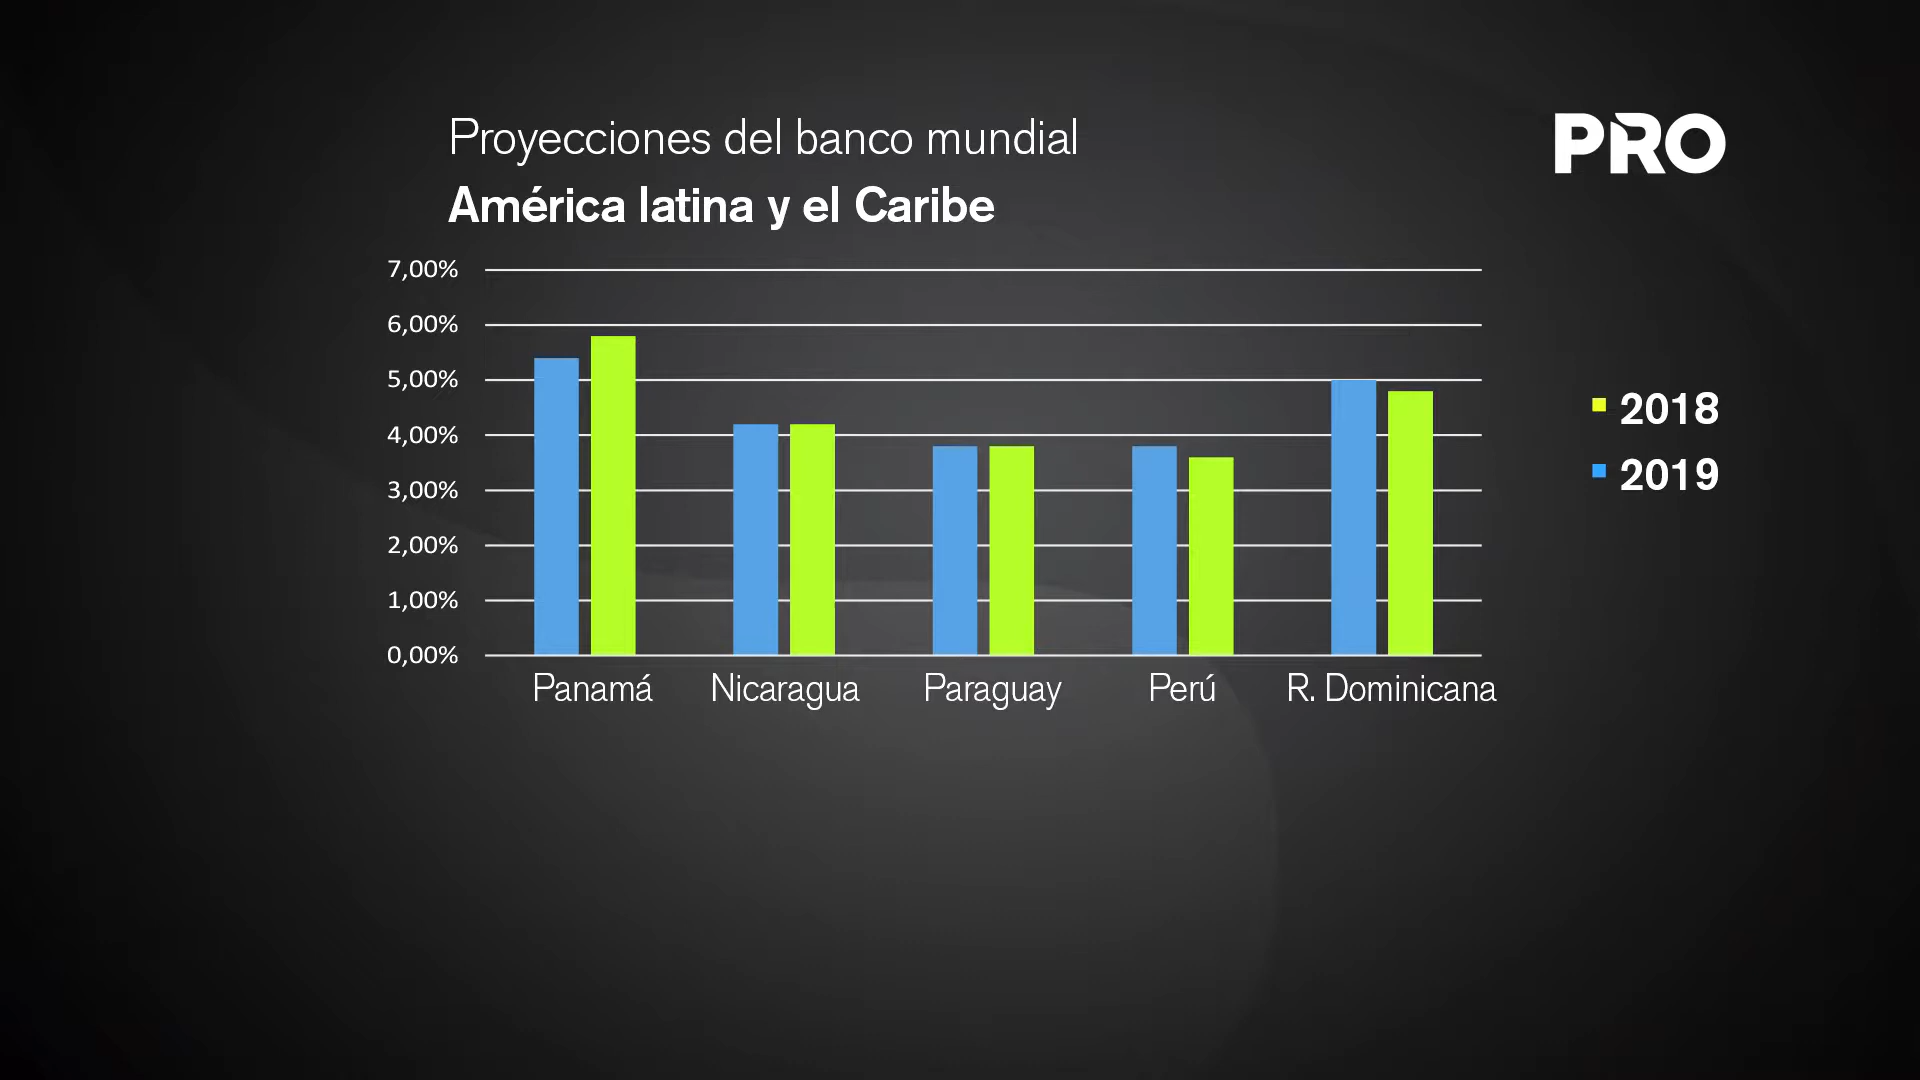 Proyecciones del banco mundial
América latina y el Caribe
PRO
7,00%
6,00%
5,00%
4,00%
3,00%
2,00%
1,00%
0,00%
Panamá
Nicaragua
Paraguay
Perú
R. Dominicana
2018
2019